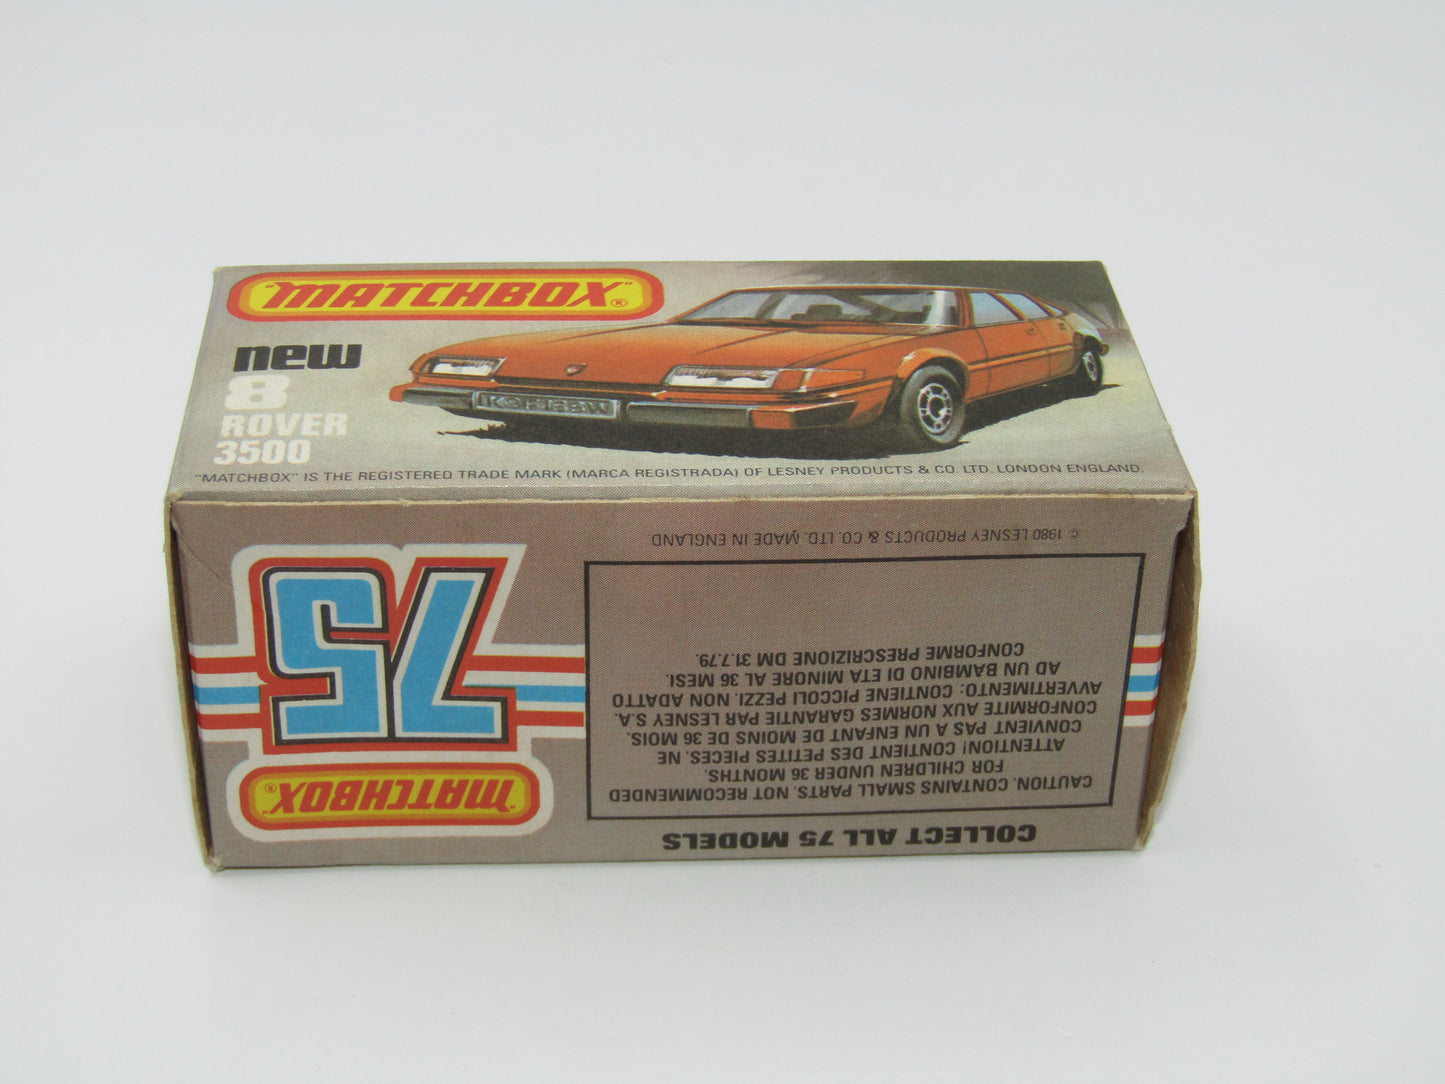 "MATCHBOX"®
new
8
ROVER
3500
"MATCHBOX" IS THE REGISTERED TRADE MARK (MARCA REGISTRADA) OF LESNEY PRODUCTS & CO LTD. LONDON ENGLAND.
COLLECT ALL 75 MODELS
"MATCHBOX"®
75
CAUTION. CONTAINS SMALL PARTS. NOT RECOMMENDED
FOR CHILDREN UNDER 36 MONTHS.
ATTENTION! CONTIENT DES PETITES PIECES. NE
CONVIENT PAS A UN ENFANT DE MOINS DE 36 MOIS.
CONFORMITE AUX NORMES GARANTIE PAR LESNEY S.A.
AVVERTIMENTO: CONTIENE PICCOLI PEZZI. NON ADATTO
AD UN BAMBINO DI ETA MINORE AL 36 MESI.
CONFORME PRESCRIZIONE DM 31.7.79.
© 1980 LESNEY PRODUCTS & CO. LTD. MADE IN ENGLAND